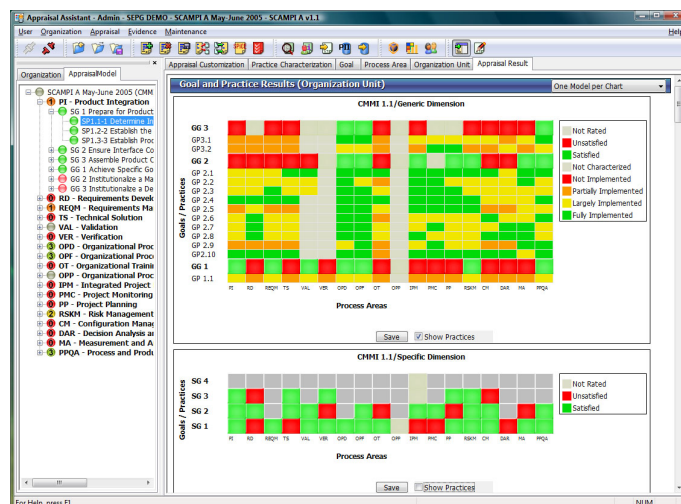 Appraisal Assistant - Admin - SEPG DEMO - SCAMPI A May-June 2005 - SCAMPI A v1.1
User Organization Appraisal Evidence Maintenance Help
Appraisal Customization Practice Characterization Goal Process Area Organization Unit Appraisal Result
Organization AppraisalModel
SCAMPI A May-June 2005 (CMM
PI - Product Integration
SG 1 Prepare for Product
SP1.1-1 Determine In
SP1.2-2 Establish the
SP1.3-3 Establish Proc
SG 2 Ensure Interface Co
SG 3 Assemble Product C
GG 1 Achieve Specific Go
GG 2 Institutionalize a Ma
GG 3 Institutionalize a De
RD - Requirements Develo
REQM - Requirements Ma
TS - Technical Solution
VAL - Validation
VER - Verification
OPD - Organizational Proc
OPF - Organizational Proce
OT - Organizational Trainin
OPP - Organizational Proc
IPM - Integrated Project
PMC - Project Monitoring
PP - Project Planning
RSKM - Risk Management
CM - Configuration Manag
DAR - Decision Analysis ar
MA - Measurement and A
PPQA - Process and Produ
Goal and Practice Results (Organization Unit) One Model per Chart
CMMI 1.1/Generic Dimension
Goals / Practices
GG 3
GP3.1
GP3.2
GG 2
GP 2.1
GP 2.2
GP 2.3
GP 2.4
GP 2.5
GP 2.6
GP 2.7
GP 2.8
GP 2.9
GP2.10
GG 1
GP 1.1
PI RD REQM TS VAL VER OPD OPF OT OPP IPM PMC PP RSKM CM DAR MA PPQA
Process Areas
Not Rated
Unsatisfied
Satisfied
Not Characterized
Not Implemented
Partially Implemented
Largely Implemented
Fully Implemented
Save Show Practices
CMMI 1.1/Specific Dimension
Goals / Practices
SG 4
SG 3
SG 2
SG 1
PI RD REQM TS VAL VER OPD OPF OT OPP IPM PMC PP RSKM CM DAR MA PPQA
Process Areas
Not Rated
Unsatisfied
Satisfied
Save Show Practices
For Help, press F1 NUM